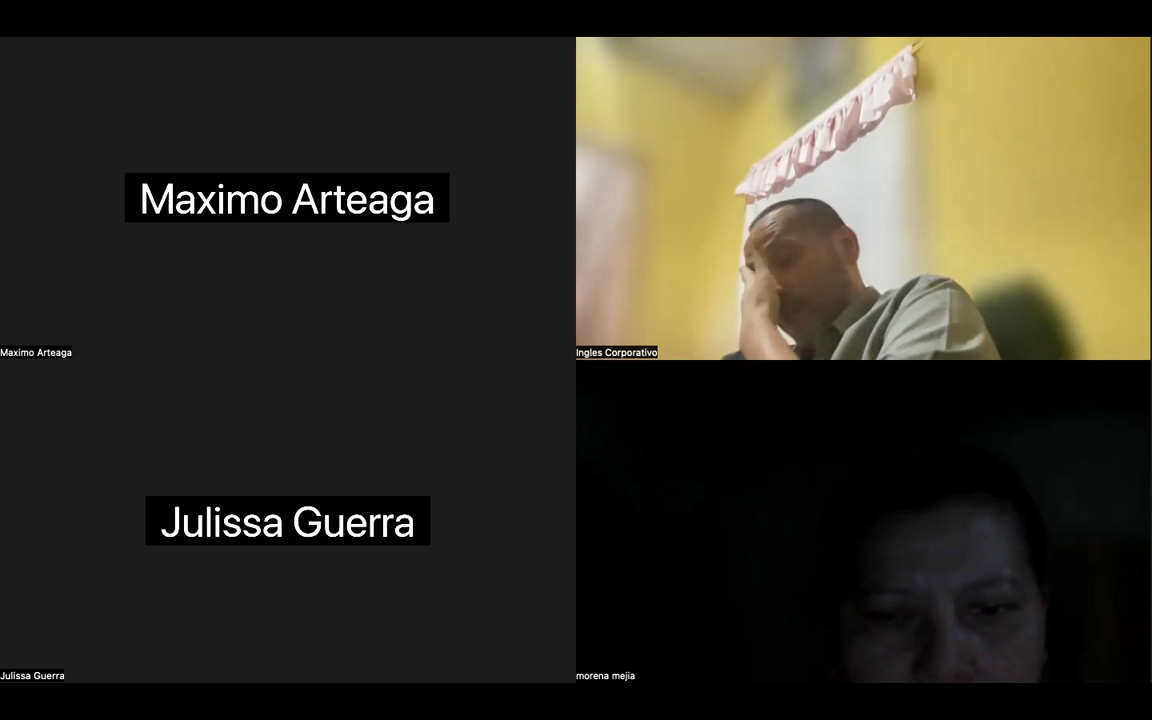 Maximo Arteaga
Maximo Arteaga
Ingles Corporativo
Julissa Guerra
Julissa Guerra
morena mejia